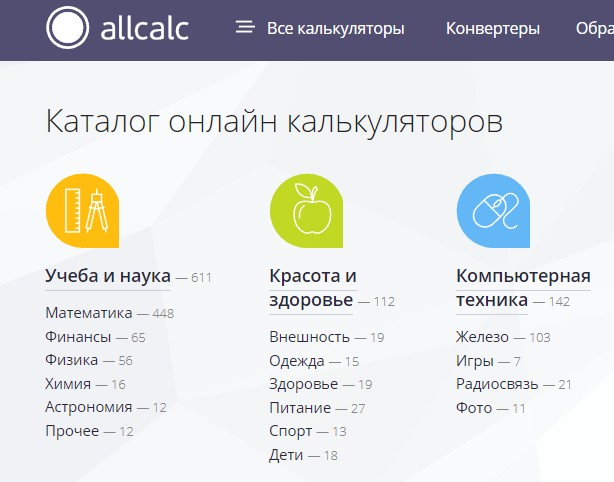 allcalc
Все калькуляторы
Конвертеры
Каталог онлайн калькуляторов
Учеба и наука — 611
Математика — 448
Финансы — 65
Физика — 56
Химия — 16
Астрономия — 12
Прочее — 12
Красота и
здоровье — 112
Внешность — 19
Одежда — 15
Здоровье — 19
Питание — 27
Спорт — 13
Дети — 18
Компьютерная
техника — 142
Железо — 103
Игры — 7
Радиосвязь — 21
Фото — 11